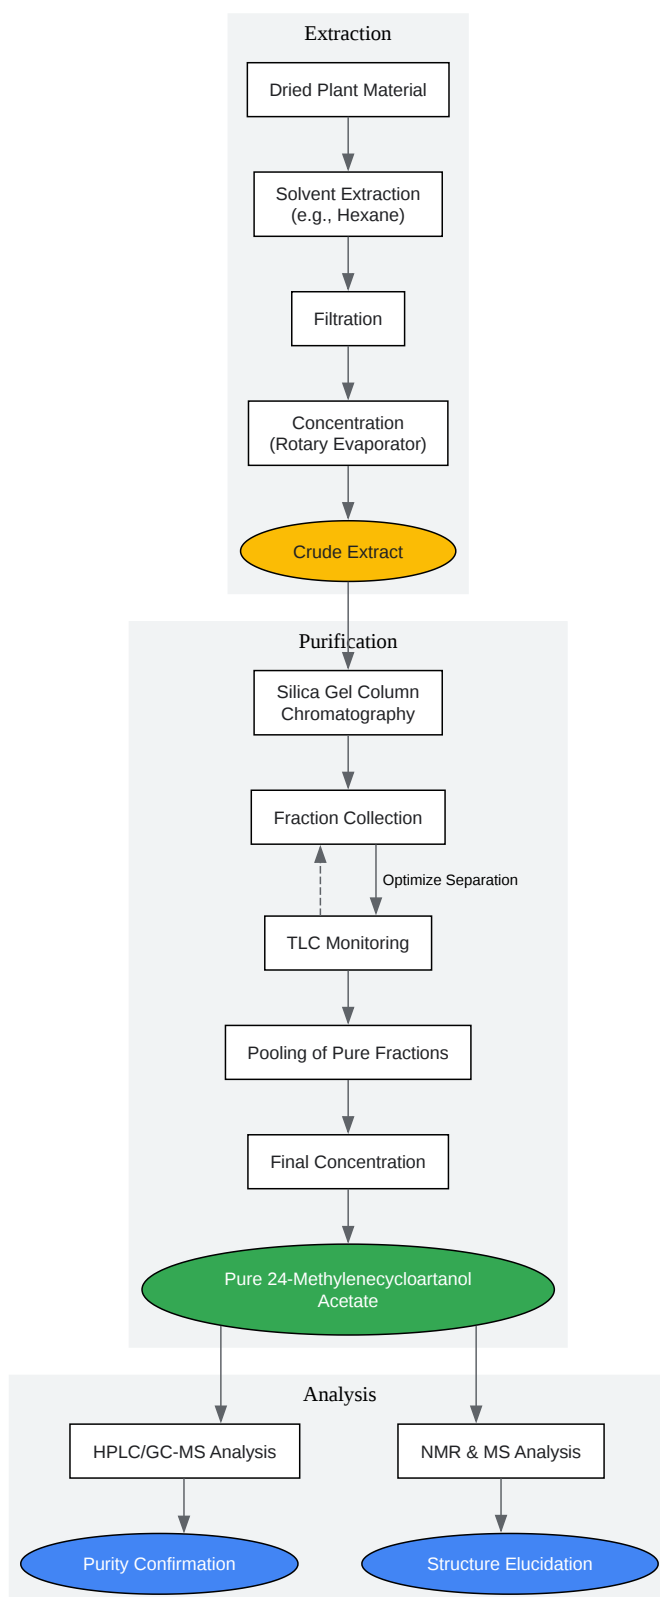 Extraction
Dried Plant Material
Solvent Extraction
(e.g., Hexane)
Filtration
Concentration
(Rotary Evaporator)
Crude Extract
Purification
Silica Gel Column
Chromatography
Fraction Collection
Optimize Separation
TLC Monitoring
Pooling of Pure Fractions
Final Concentration
Pure 24-Methylenecycloartanol
Acetate
Analysis
HPLC/GC-MS Analysis
NMR & MS Analysis
Purity Confirmation
Structure Elucidation